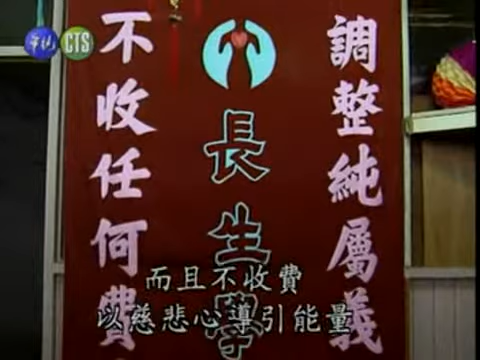 華視 CTS
調整純屬義
長生學
不收任何費
而且不收費
以慈悲心導引能量